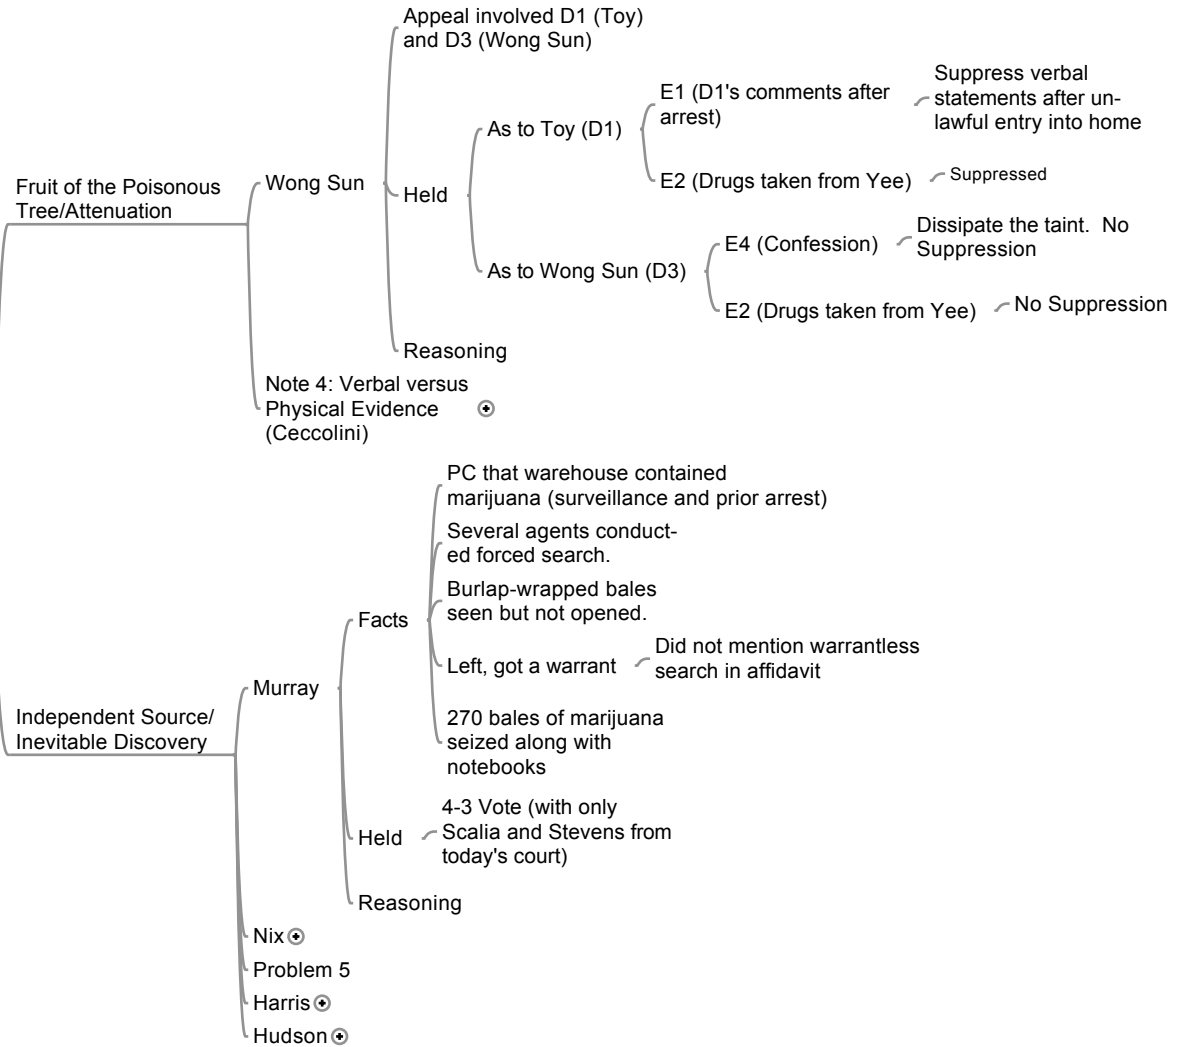 Fruit of the Poisonous
Tree/Attenuation
Wong Sun
Appeal involved D1 (Toy)
and D3 (Wong Sun)
Held
As to Toy (D1)
E1 (D1's comments after
arrest)
Suppress verbal
statements after un-
lawful entry into home
E2 (Drugs taken from Yee)
Suppressed
As to Wong Sun (D3)
E4 (Confession)
Dissipate the taint.  No
Suppression
E2 (Drugs taken from Yee)
No Suppression
Reasoning
Note 4: Verbal versus
Physical Evidence
(Ceccolini)
Independent Source/
Inevitable Discovery
Murray
Facts
PC that warehouse contained
marijuana (surveillance and prior arrest)
Several agents conduct-
ed forced search.
Burlap-wrapped bales
seen but not opened.
Left, got a warrant
Did not mention warrantless
search in affidavit
270 bales of marijuana
seized along with
notebooks
Held
4-3 Vote (with only
Scalia and Stevens from
today's court)
Reasoning
Nix
Problem 5
Harris
Hudson